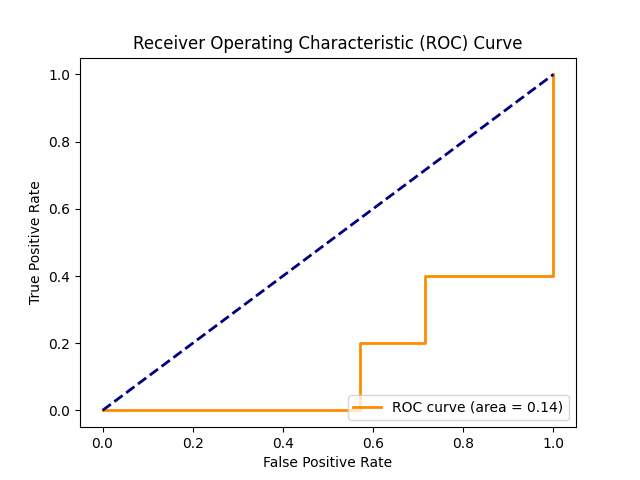 Receiver Operating Characteristic (ROC) Curve
1.0
0.8
0.6
0.4
0.2
0.0
True Positive Rate
ROC curve (area = 0.14)
0.0 0.2 0.4 0.6 0.8 1.0
False Positive Rate